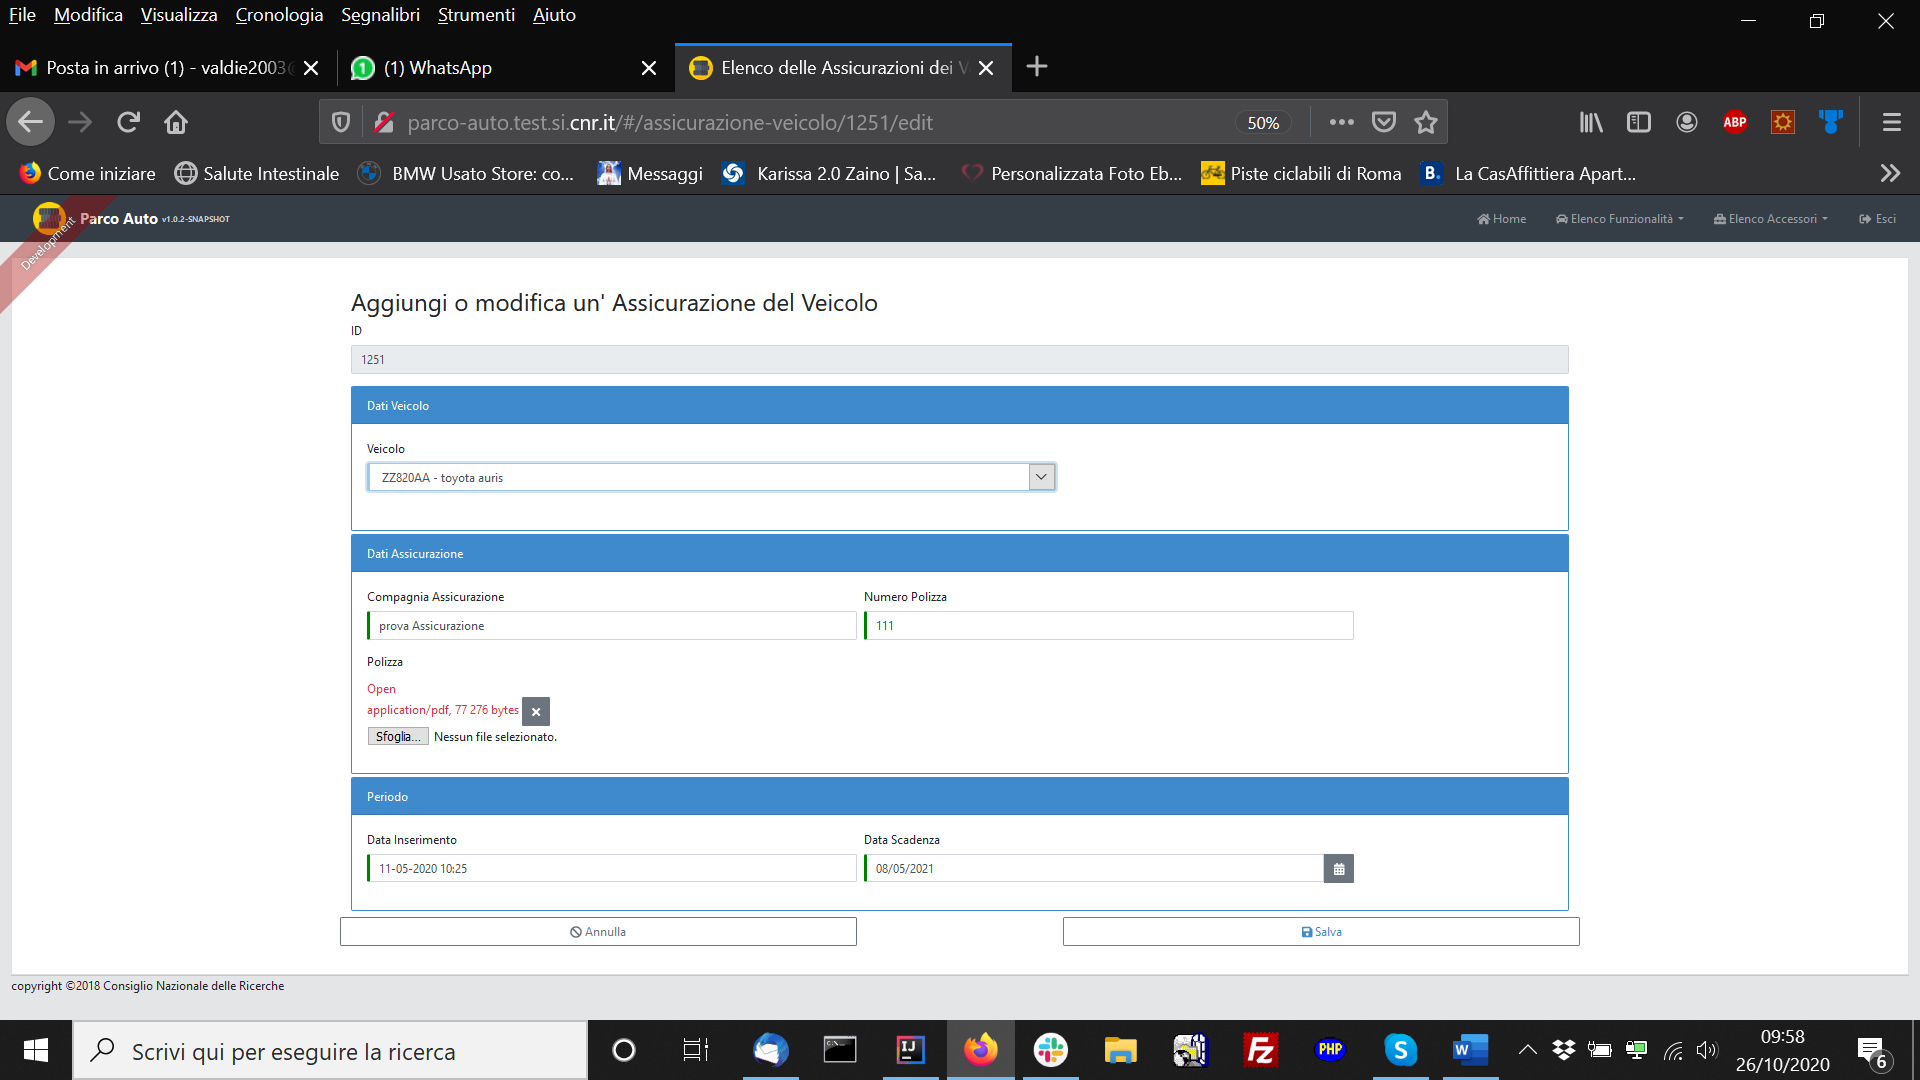 File Modifica Visualizza Cronologia Segnalibri Strumenti Aiuto
Posta in arrivo (1) - valdie2003
(1) WhatsApp
Elenco delle Assicurazioni dei V
parco-auto.test.si.cnr.it/#/assicurazione-veicolo/1251/edit
50%
ABP
Come iniziare
Salute Intestinale
BMW Usato Store: co...
Messaggi
Karissa 2.0 Zaino | Sa...
Personalizzata Foto Eb...
Piste ciclabili di Roma
B.
La CasAffittiera Apart...
Parco Auto v1.0.2-SNAPSHOT
Home
Elenco Funzionalità
Elenco Accessori
Esci
Development
Aggiungi o modifica un' Assicurazione del Veicolo
ID
1251
Dati Veicolo
Veicolo
ZZ820AA - toyota auris
Dati Assicurazione
Compagnia Assicurazione
Numero Polizza
prova Assicurazione
111
Polizza
Open
application/pdf, 77 276 bytes
Sfoglia... Nessun file selezionato.
Periodo
Data Inserimento
Data Scadenza
11-05-2020 10:25
08/05/2021
Annulla
Salva
copyright ©2018 Consiglio Nazionale delle Ricerche
Scrivi qui per eseguire la ricerca
IJ
FZ
PHP
S
W
09:58
26/10/2020
6